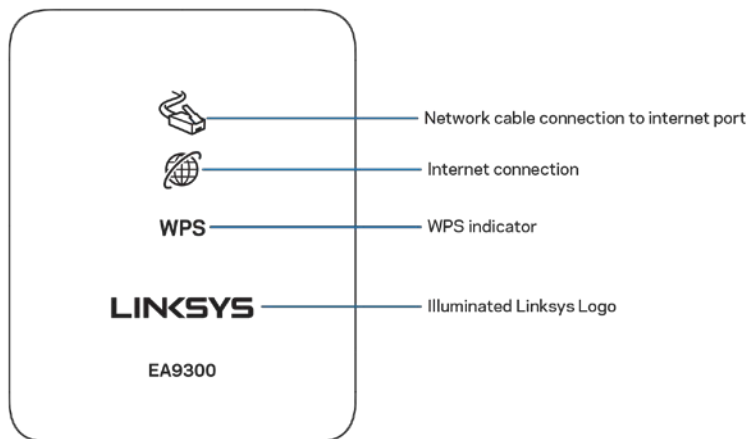 Network cable connection to internet port
Internet connection
WPS
WPS indicator
LINKSYS
Illuminated Linksys Logo
EA9300